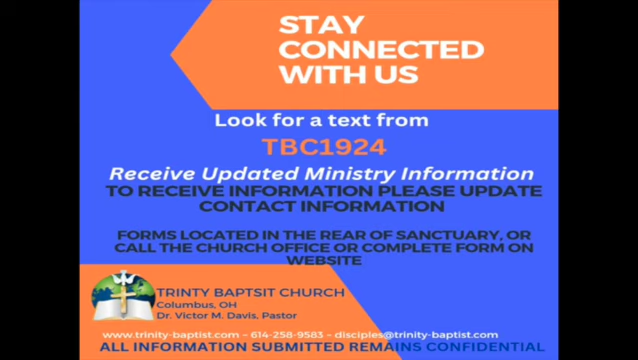 STAY
CONNECTED
WITH US
Look for a text from
TBC1924
Receive Updated Ministry Information
TO RECEIVE INFORMATION PLEASE UPDATE
CONTACT INFORMATION
FORMS LOCATED IN THE REAR OF SANCTUARY, OR
CALL THE CHURCH OFFICE OR COMPLETE FORM ON
WEBSITE
TRINTY BAPTSIT CHURCH
Columbus, OH
Dr. Victor M. Davis, Pastor
www.trinity-baptist.com ~ 614-258-9583 ~ disciples@trinity-baptist.com
ALL INFORMATION SUBMITTED REMAINS CONFIDENTIAL